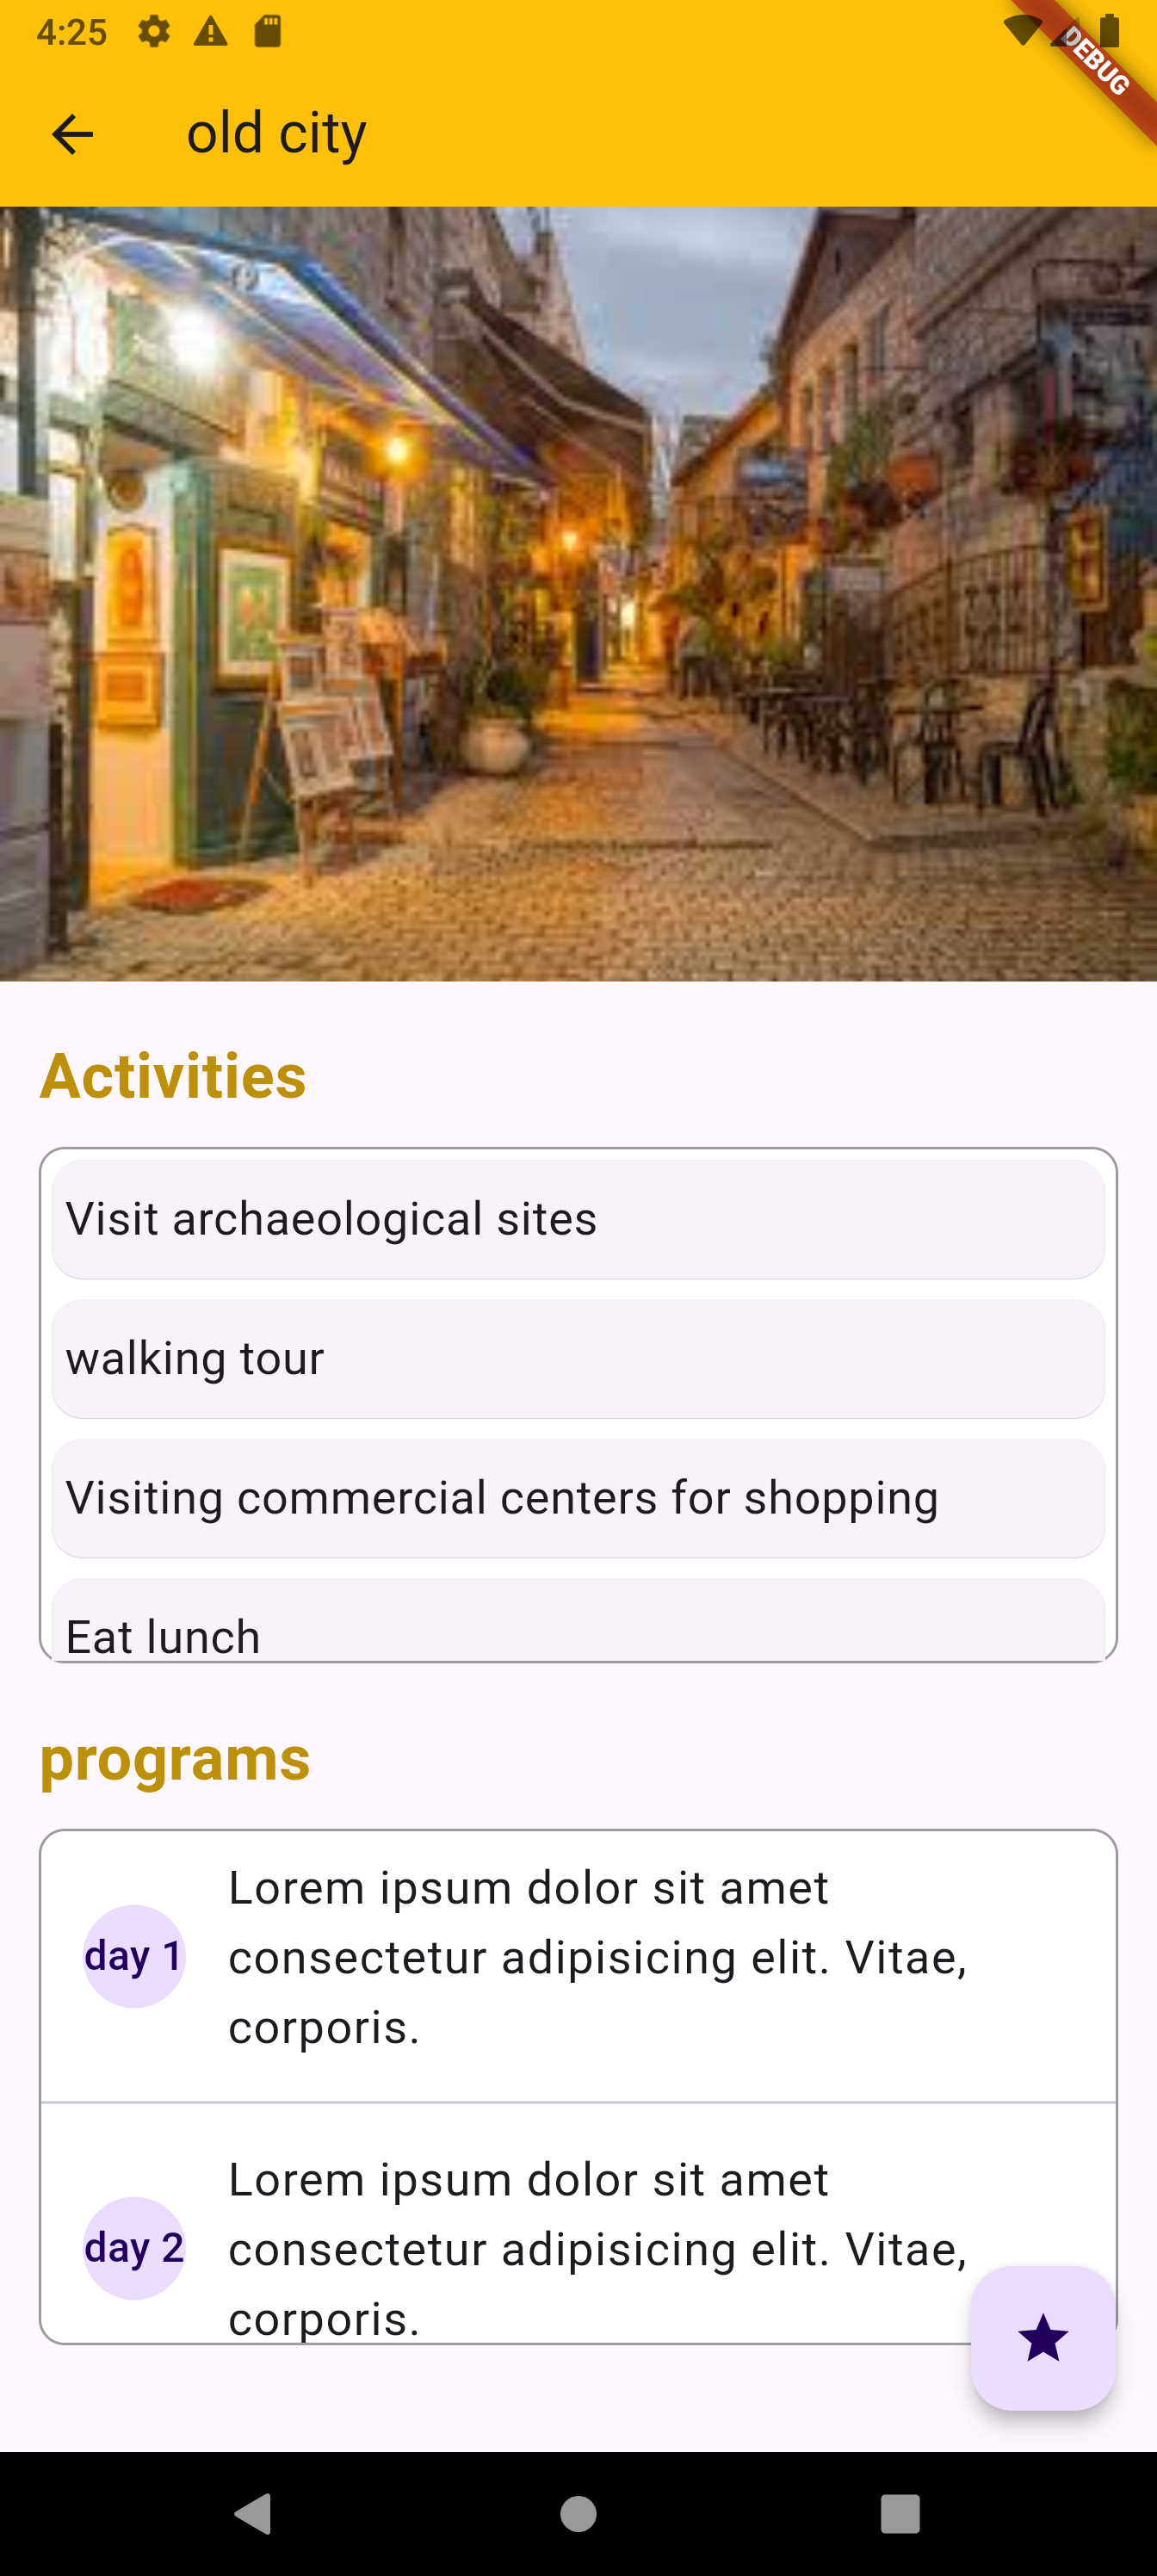 4:25
DEBUG
old city
Activities
Visit archaeological sites
walking tour
Visiting commercial centers for shopping
Eat lunch
programs
day 1
Lorem ipsum dolor sit amet
consectetur adipisicing elit. Vitae,
corporis.
day 2
Lorem ipsum dolor sit amet
consectetur adipisicing elit. Vitae,
corporis.